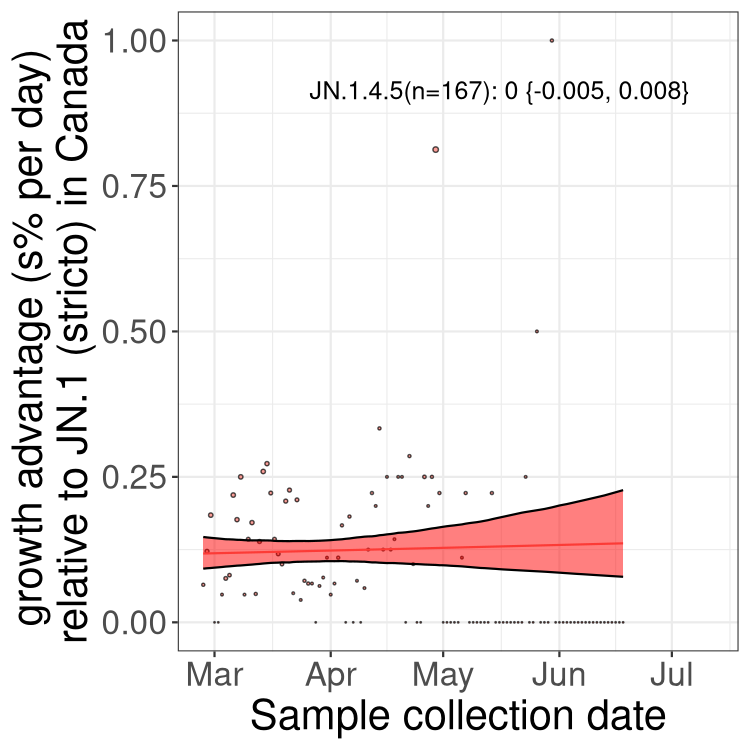 growth advantage (s% per day)
relative to JN.1 (stricto) in Canada
1.00
0.75
0.50
0.25
0.00
JN.1.4.5(n=167): 0 {-0.005, 0.008}
Mar Apr May Jun Jul
Sample collection date